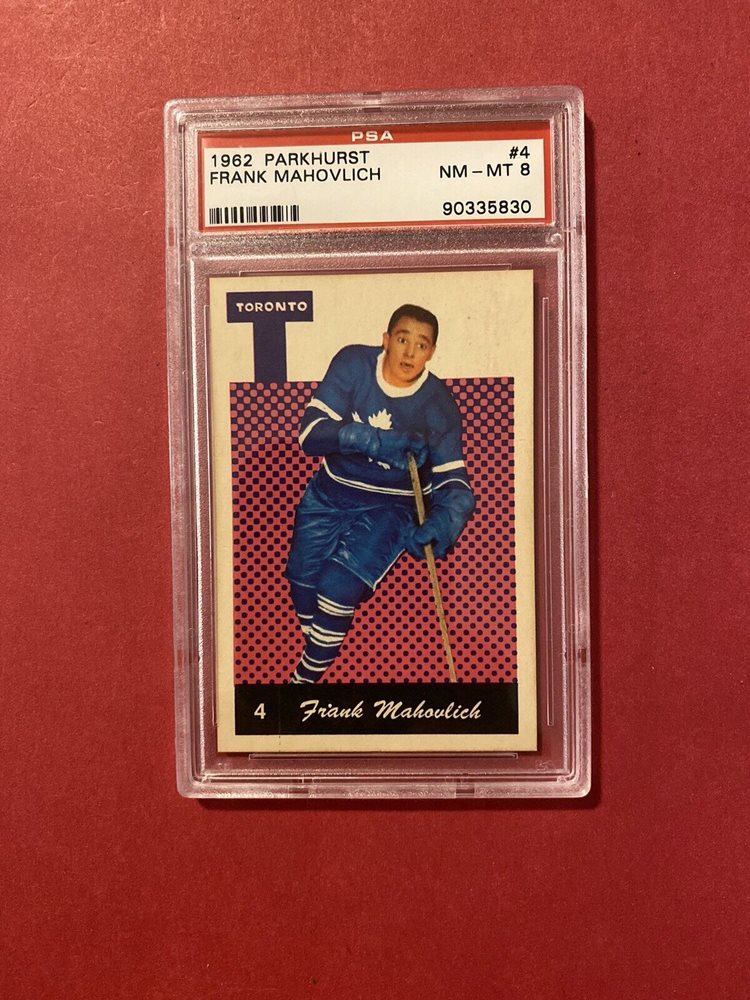 PSA
1962 PARKHURST #4
FRANK MAHOVLICH NM - MT 8
90335830
TORONTO
T
4 Frank Mahovlich